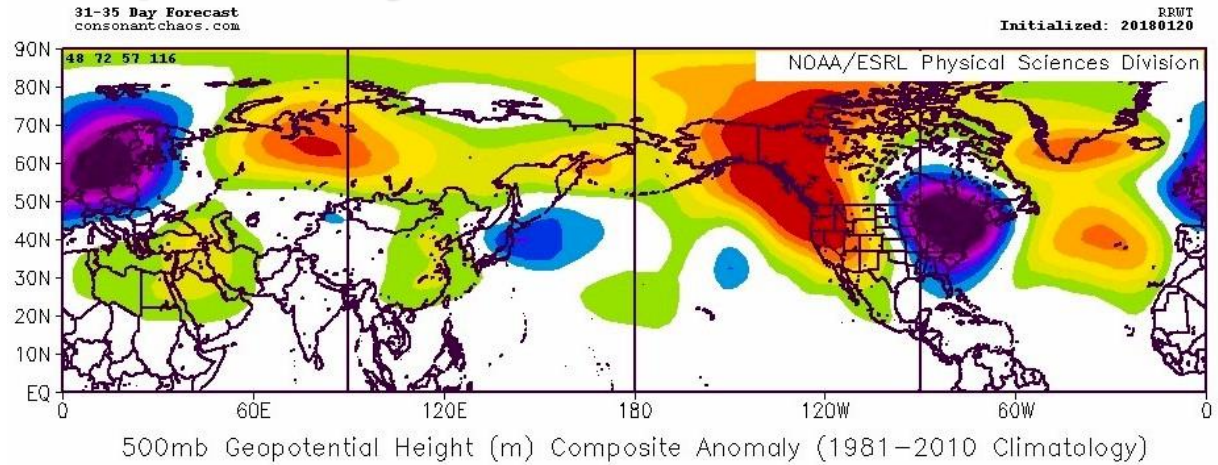 31-35 Day Forecast
consonantchaos.com
RRWT
Initialized: 20180120
48 72 57 116
NOAA/ESRL Physical Sciences Division
90N
80N
70N
60N
50N
40N
30N
20N
10N
EQ
0 60E 120E 180 120W 60W 0
500mb Geopotential Height (m) Composite Anomaly (1981-2010 Climatology)